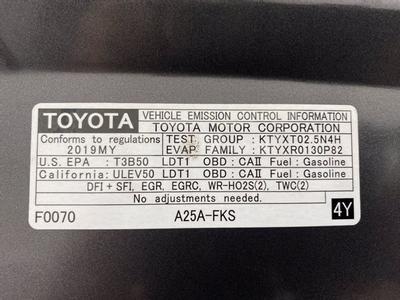 TOYOTA VEHICLE EMISSION CONTROL INFORMATION
TOYOTA MOTOR CORPORATION
Conforms to regulations TEST GROUP : KTYXT02.5N4H
2019MY EVAP FAMILY : KTYXR0130P82
U.S. EPA : T3B50 LDT1 OBD : CAII Fuel : Gasoline
California: ULEV50 LDT1 OBD : CAII Fuel : Gasoline
DFI + SFI, EGR, EGRC, WR-HO2S(2), TWC(2)
No adjustments needed.
F0070 A25A-FKS 4Y